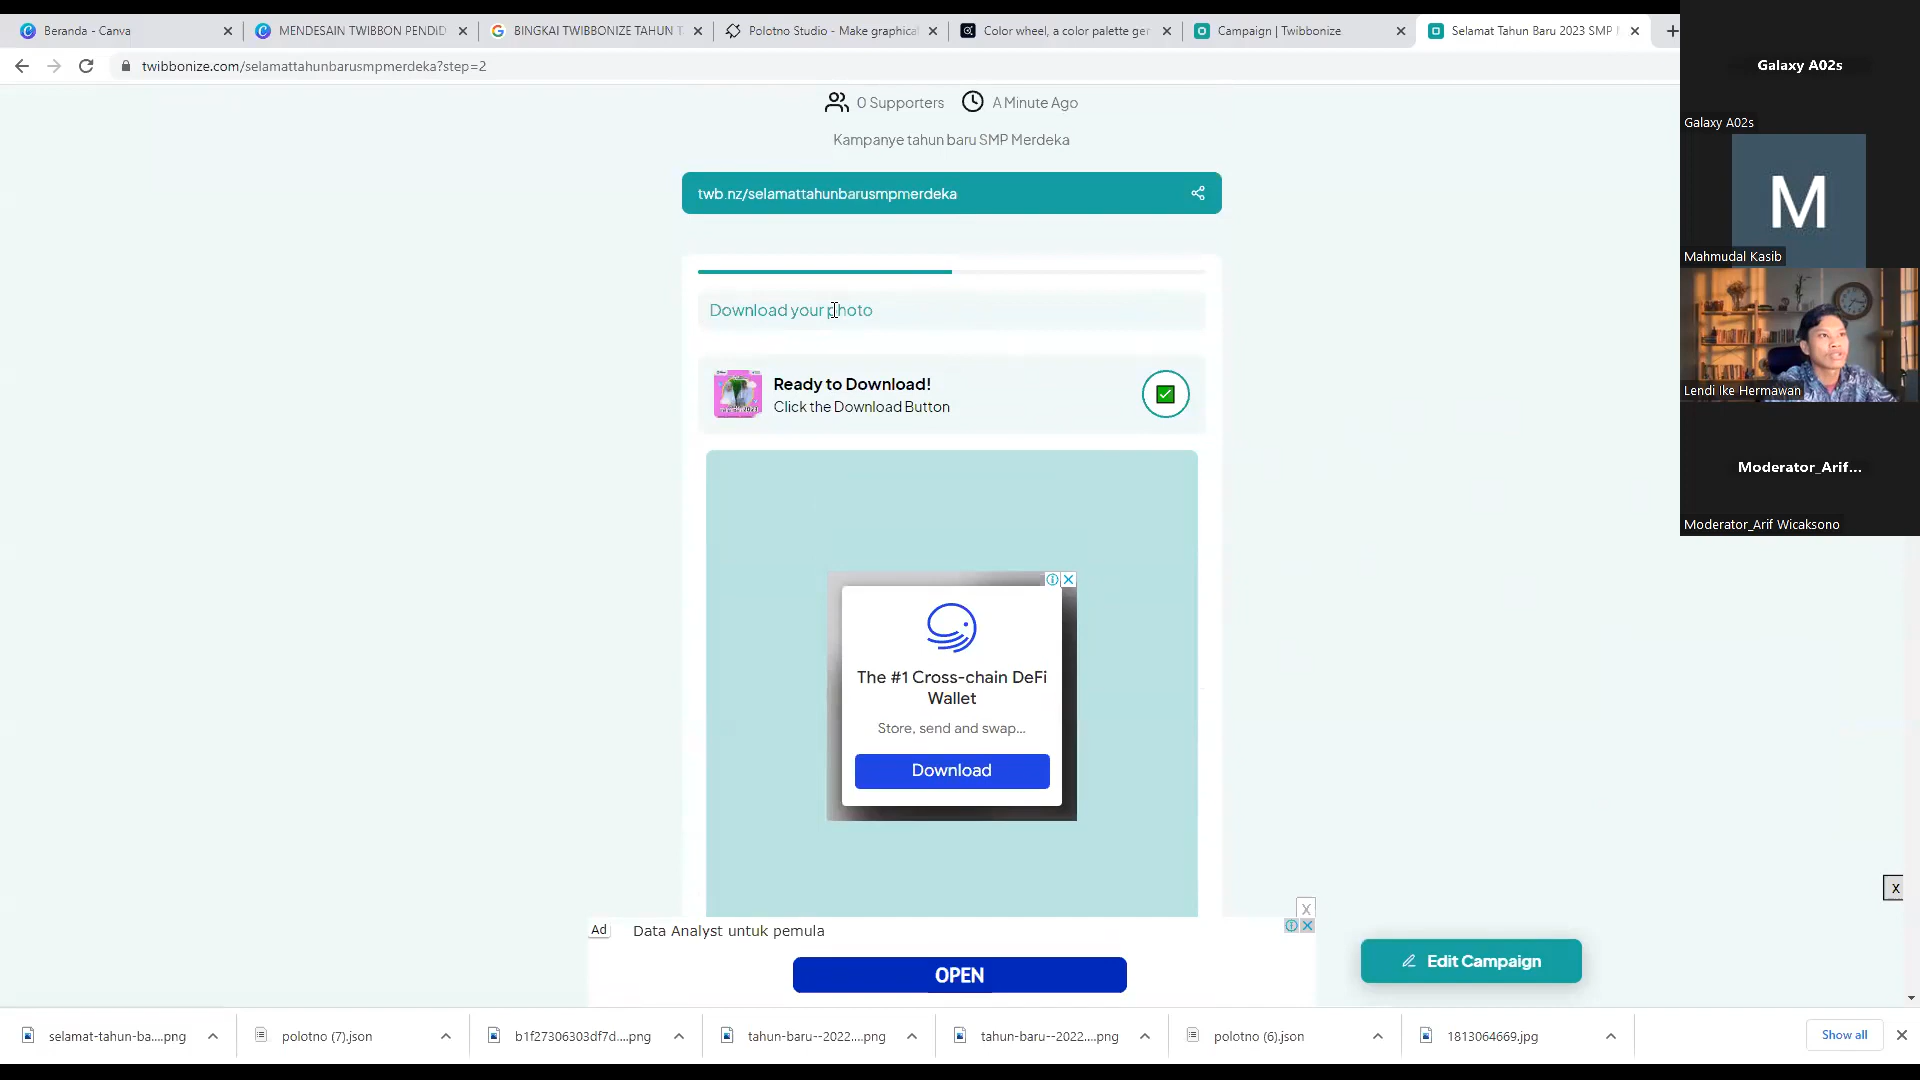 Beranda - Canva
MENDESAIN TWIBBON PENDID
BINGKAI TWIBBONIZE TAHUN T
Polotno Studio - Make graphical
Color wheel, a color palette ger
Campaign | Twibbonize
Selamat Tahun Baru 2023 SMP
twibbonize.com/selamattahunbarusmpmerdeka?step=2
0 Supporters
A Minute Ago
Kampanye tahun baru SMP Merdeka
twb.nz/selamattahunbarusmpmerdeka
Download your photo
Ready to Download!
Click the Download Button
The #1 Cross-chain DeFi
Wallet
Store, send and swap...
Download
X
X
Ad
Data Analyst untuk pemula
OPEN
Edit Campaign
selamat-tahun-ba....png
polotno (7).json
b1f27306303df7d....png
tahun-baru--2022....png
tahun-baru--2022....png
polotno (6).json
1813064669.jpg
Show all
Galaxy A02s
Galaxy A02s
M
Mahmudal Kasib
Lendi Ike Hermawan
Moderator_Arif...
Moderator_Arif Wicaksono